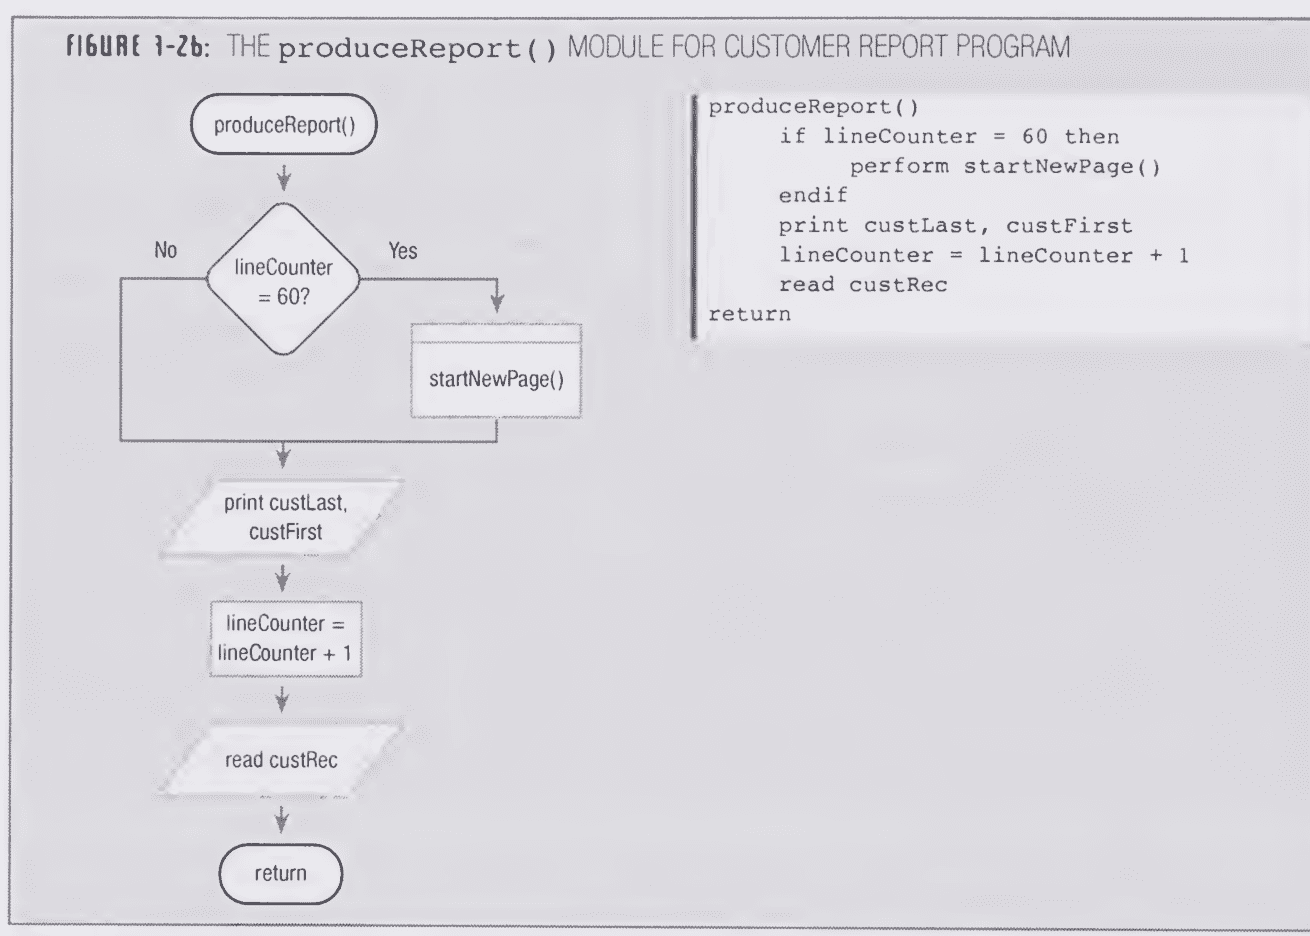 FIGURE 1-2b: THE produceReport() MODULE FOR CUSTOMER REPORT PROGRAM
produceReport()
No
lineCounter
= 60?
Yes
startNewPage()
print custLast,
custFirst
lineCounter =
lineCounter + 1
read custRec
return
produceReport()
if lineCounter = 60 then
perform startNewPage()
endif
print custLast, custFirst
lineCounter = lineCounter + 1
read custRec
return